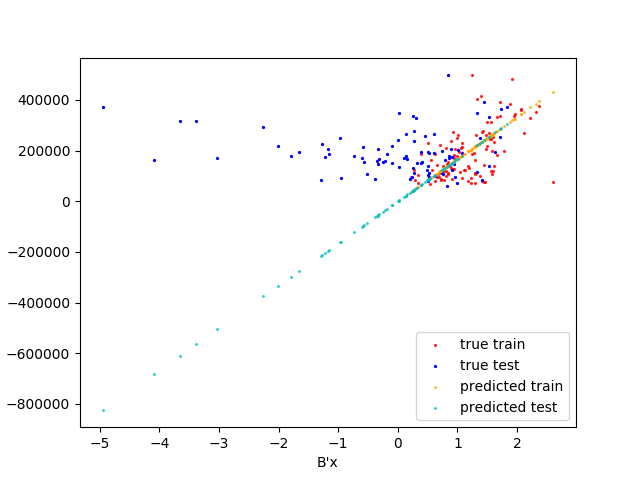 400000
200000
0
−200000
−400000
−600000
−800000
−5 −4 −3 −2 −1 0 1 2
B'x
true train
true test
predicted train
predicted test